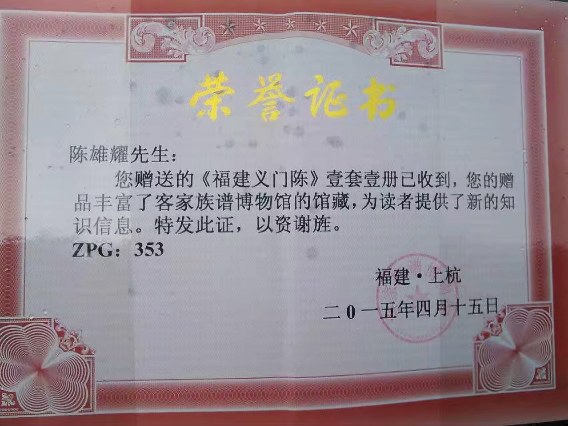 荣誉证书
陈雄耀先生：
您赠送的《福建义门陈》壹套壹册已收到，您的赠
品丰富了客家族谱博物馆的馆藏，为读者提供了新的知
识信息。特发此证，以资谢旌。
ZPG：353
福建·上杭
二0一五年四月十五日